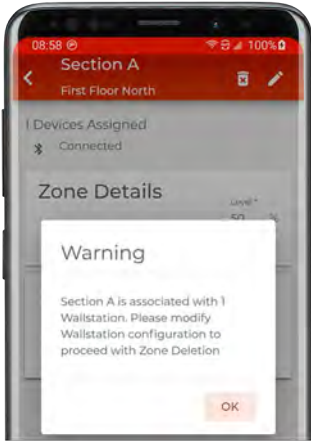 08:58 100%
Section A
First Floor North
1 Devices Assigned
Connected
Zone Details
Level *
50 %
Warning
Section A is associated with 1
Wallstation. Please modify
Wallstation configuration to
proceed with Zone Deletion
OK